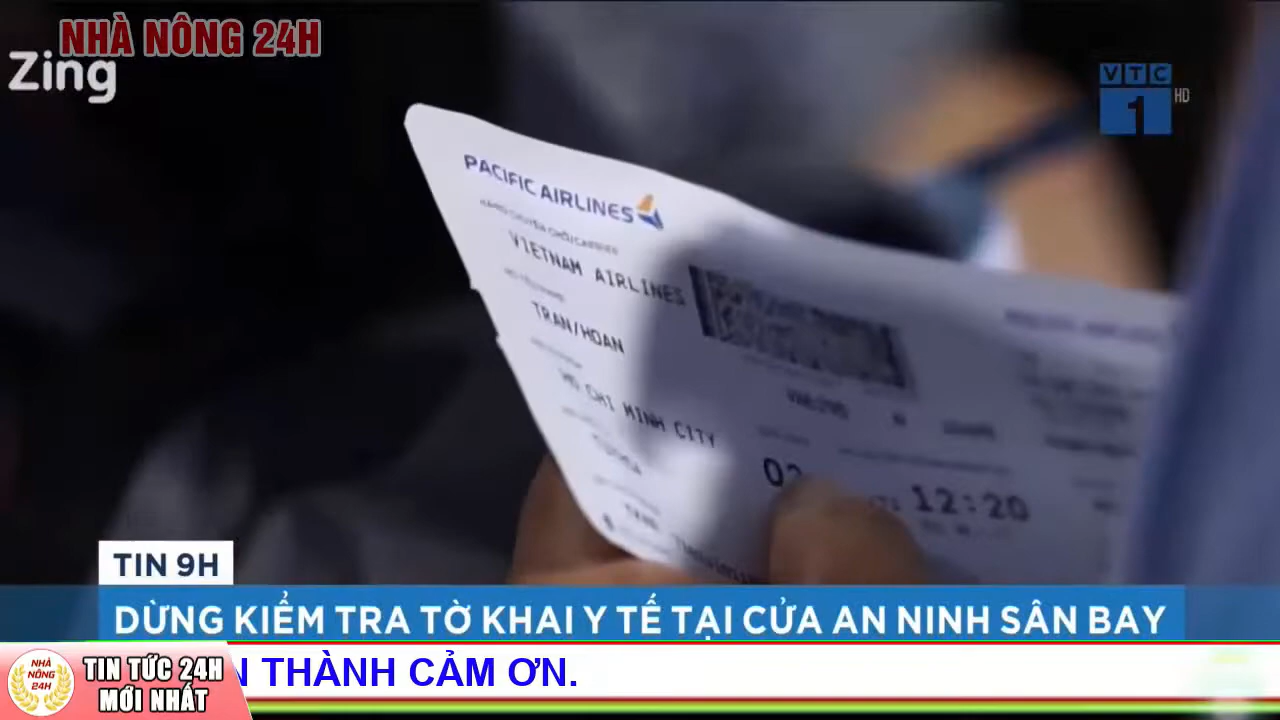 NHÀ NÔNG 24H
Zing
VTC
1 HD
PACIFIC AIRLINES
VIETNAM AIRLINES
TRAN/HOAN
HO CHI MINH CITY
12:20
TIN 9H
DỪNG KIỂM TRA TỜ KHAI Y TẾ TẠI CỬA AN NINH SÂN BAY
NHÀ
NÔNG
24H
TIN TỨC 24H
MỚI NHẤT
N THÀNH CẢM ƠN.